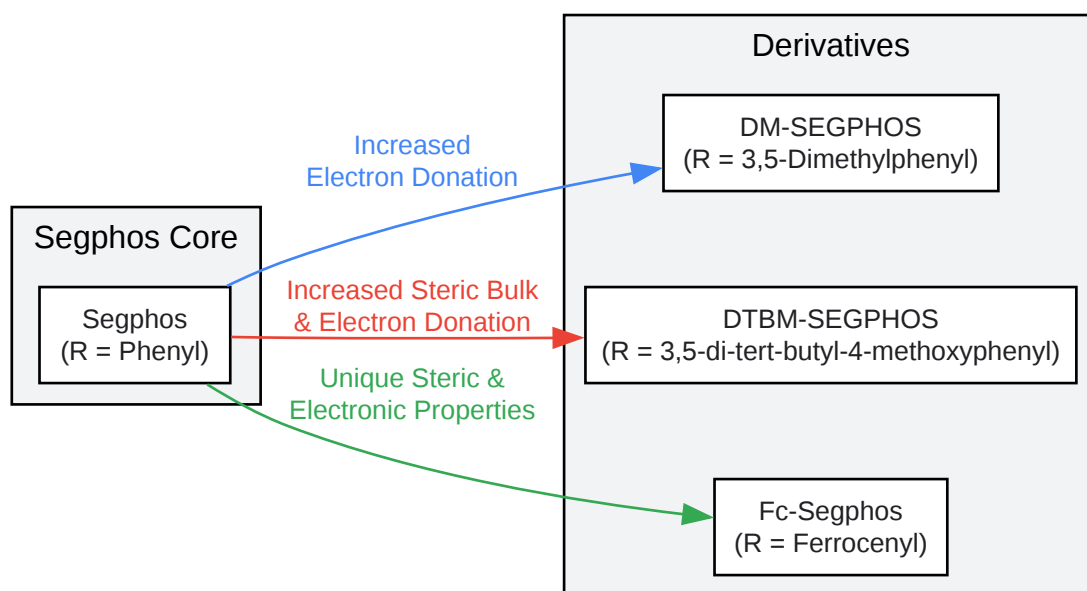 Derivatives
DM-SEGPHOS
(R = 3,5-Dimethylphenyl)
Increased
Electron Donation
Segphos Core
Segphos
(R = Phenyl)
Increased Steric Bulk
& Electron Donation
DTBM-SEGPHOS
(R = 3,5-di-tert-butyl-4-methoxyphenyl)
Unique Steric &
Electronic Properties
Fc-Segphos
(R = Ferrocenyl)